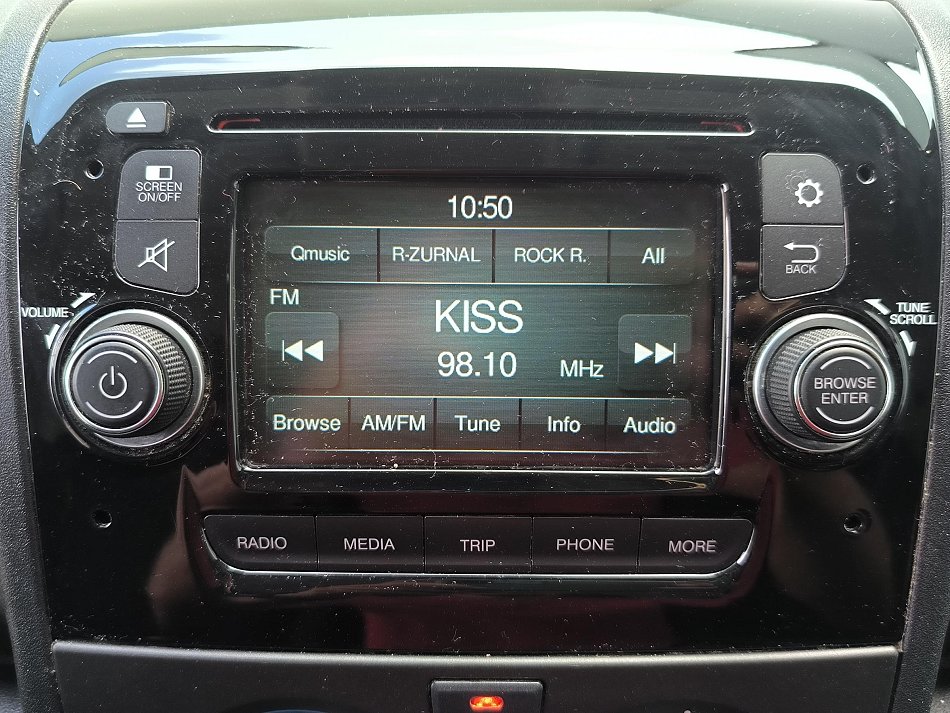 SCREEN
ON/OFF
VOLUME
10:50
Qmusic R-ZURNAL ROCK R. All
FM
KISS
98.10 MHz
Browse AM/FM Tune Info Audio
BACK
TUNE
SCROLL
BROWSE
ENTER
RADIO MEDIA TRIP PHONE MORE